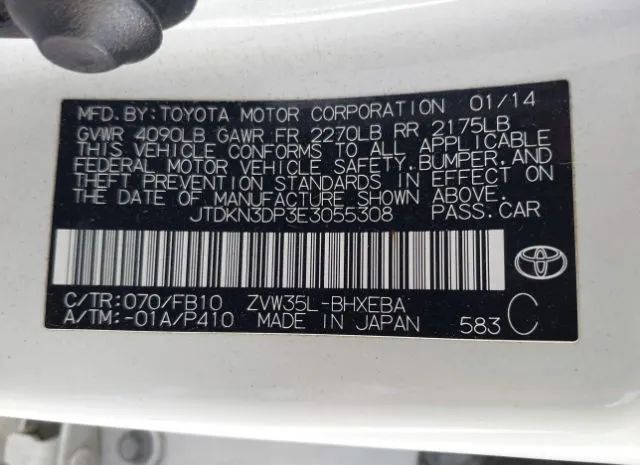 MFD.BY:TOYOTA MOTOR CORPORATION 01/14
GVWR 4090LB GAWR FR 2270LB RR 2175LB
THIS VEHICLE CONFORMS TO ALL APPLICABLE
FEDERAL MOTOR VEHICLE SAFETY,BUMPER,AND
THEFT PREVENTION STANDARDS IN EFFECT ON
THE DATE OF MANUFACTURE SHOWN ABOVE.
JTDKN3DP3E3055308 PASS.CAR
C/TR:070/FB10 ZVW35L-BHXEBA
A/TM:-01A/P410 MADE IN JAPAN 583 C